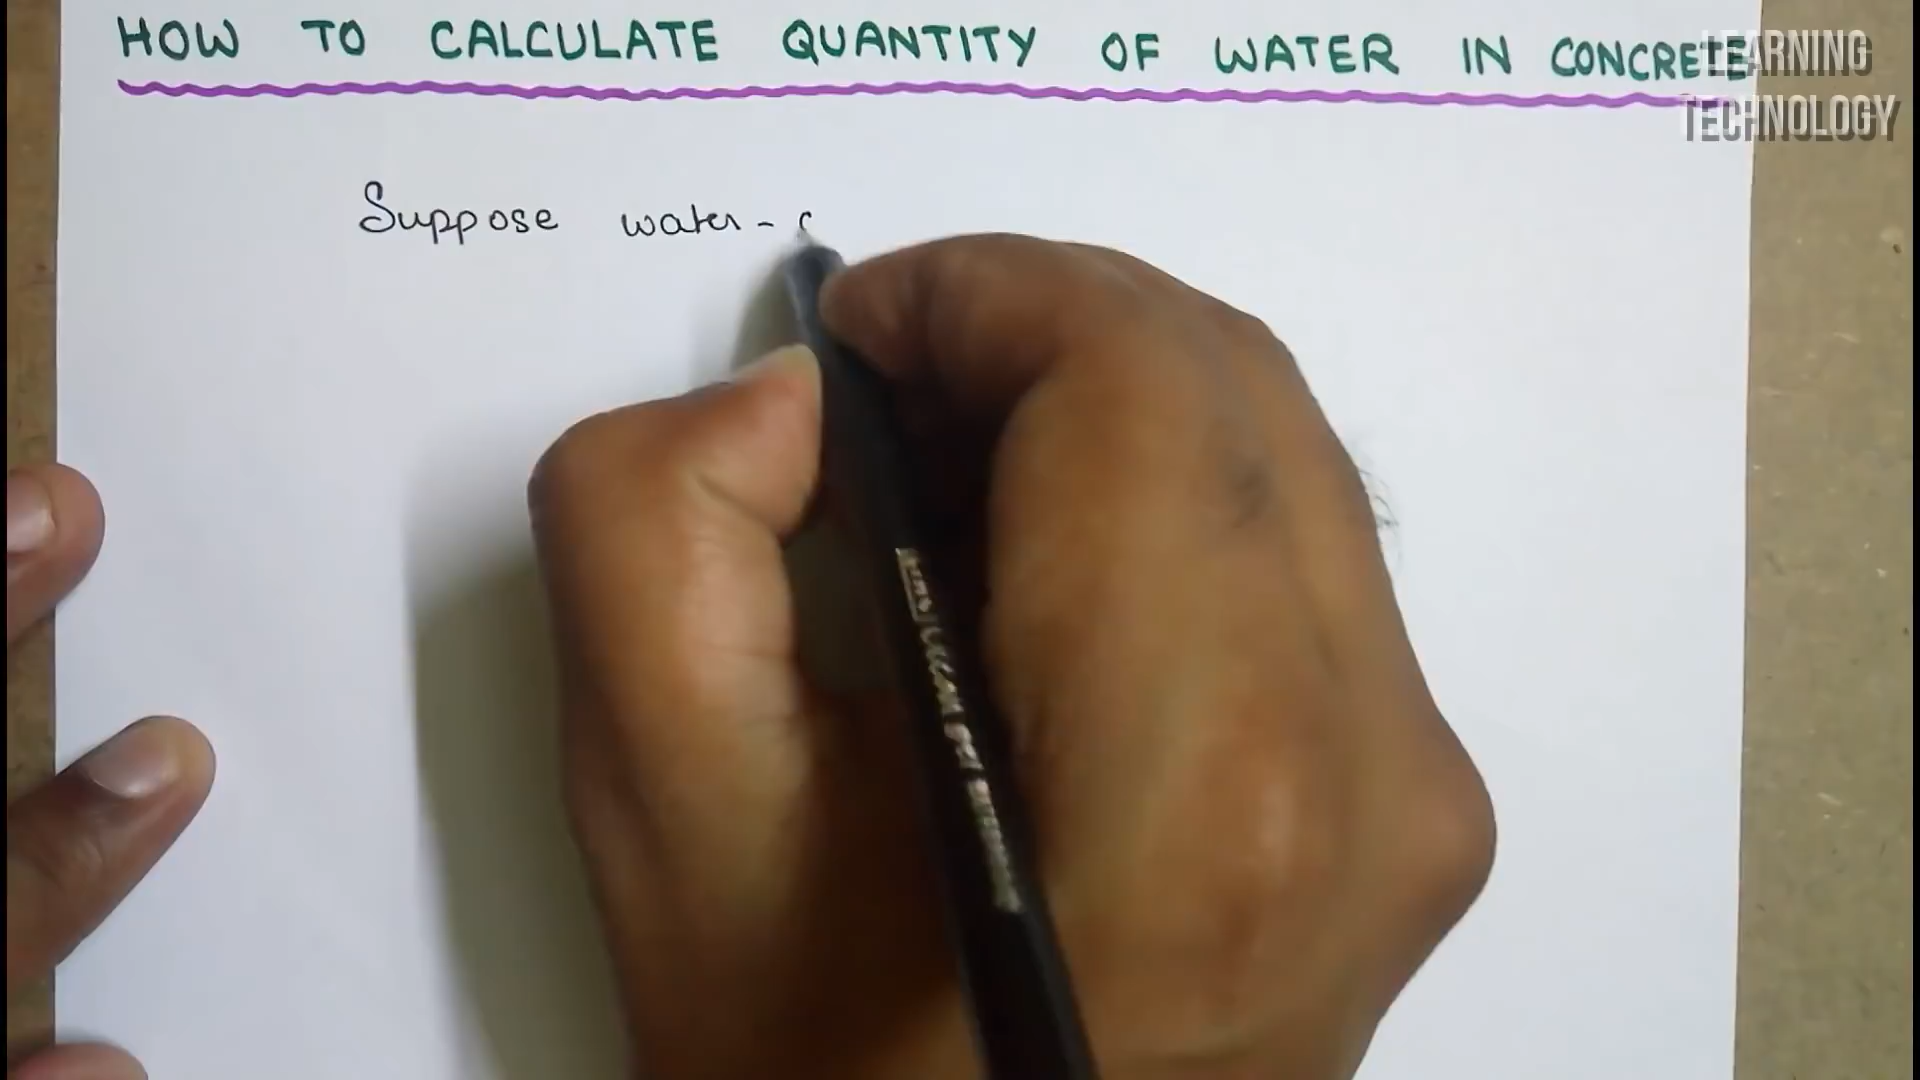 HOW TO CALCULATE QUANTITY OF WATER IN CONCRETE
LEARNING
TECHNOLOGY
Suppose water - c